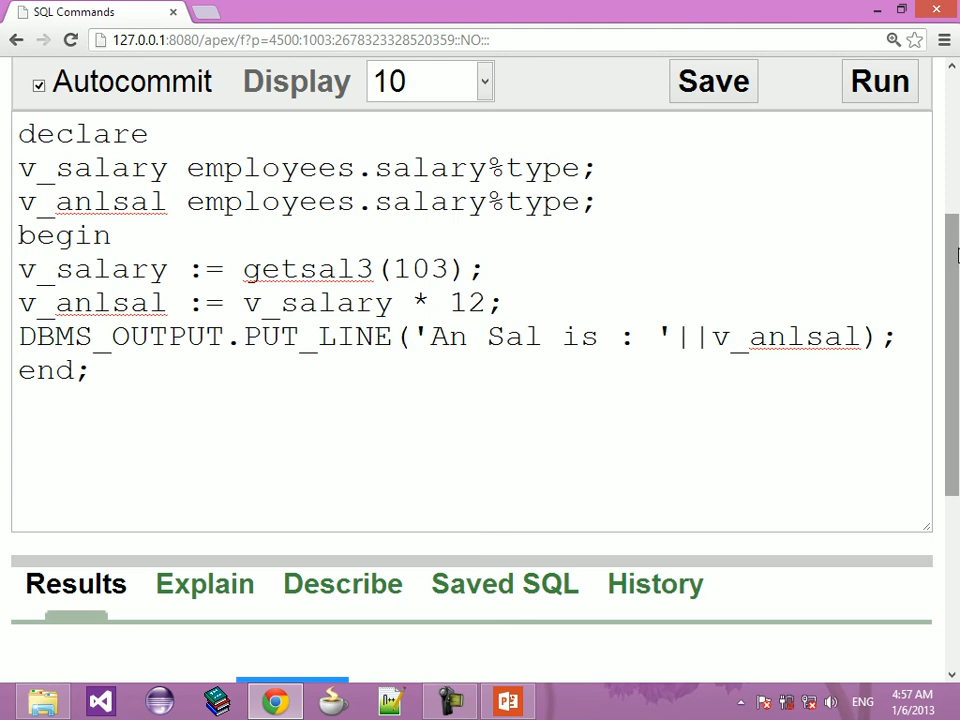 SQL Commands
127.0.0.1:8080/apex/f?p=4500:1003:2678323328520359::NO:::
Autocommit Display 10 Save Run
declare
v_salary employees.salary%type;
v_anlsal employees.salary%type;
begin
v_salary := getsal3(103);
v_anlsal := v_salary * 12;
DBMS_OUTPUT.PUT_LINE('An Sal is : '||v_anlsal);
end;
Results Explain Describe Saved SQL History
4:57 AM
ENG
1/6/2013